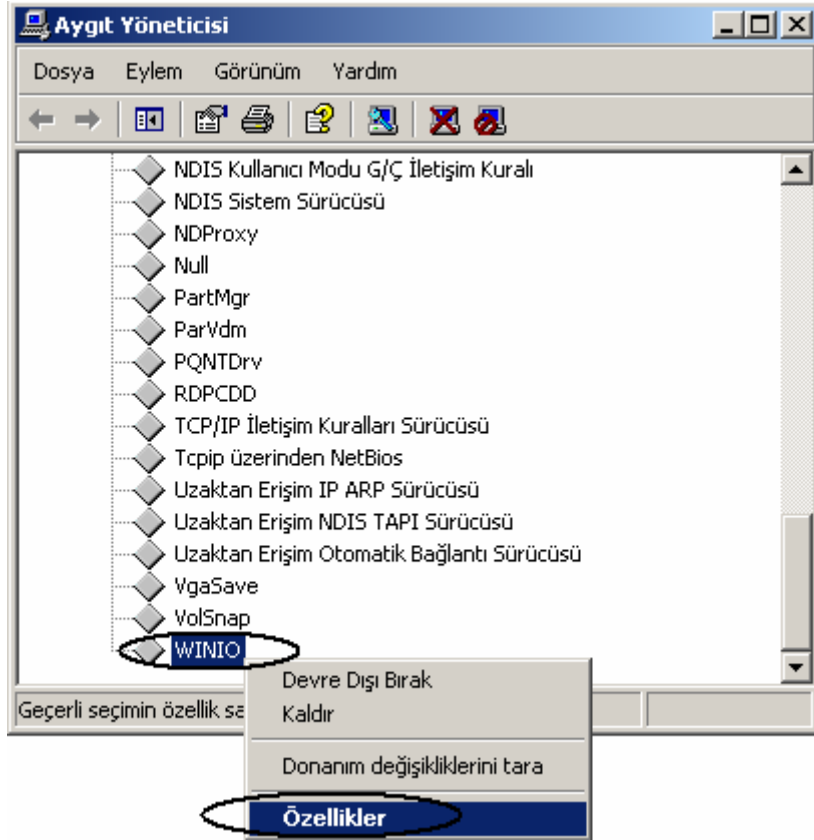 Aygıt Yöneticisi
Dosya Eylem Görünüm Yardım
NDIS Kullanıcı Modu G/Ç İletişim Kuralı
NDIS Sistem Sürücüsü
NDProxy
Null
PartMgr
ParVdm
PQNTDrv
RDPCDD
TCP/IP İletişim Kuralları Sürücüsü
Tcpip üzerinden NetBios
Uzaktan Erişim IP ARP Sürücüsü
Uzaktan Erişim NDIS TAPI Sürücüsü
Uzaktan Erişim Otomatik Bağlantı Sürücüsü
VgaSave
VolSnap
WINIO
Devre Dışı Bırak
Geçerli seçimin özellik sa
Kaldır
Donanım değişikliklerini tara
Özellikler